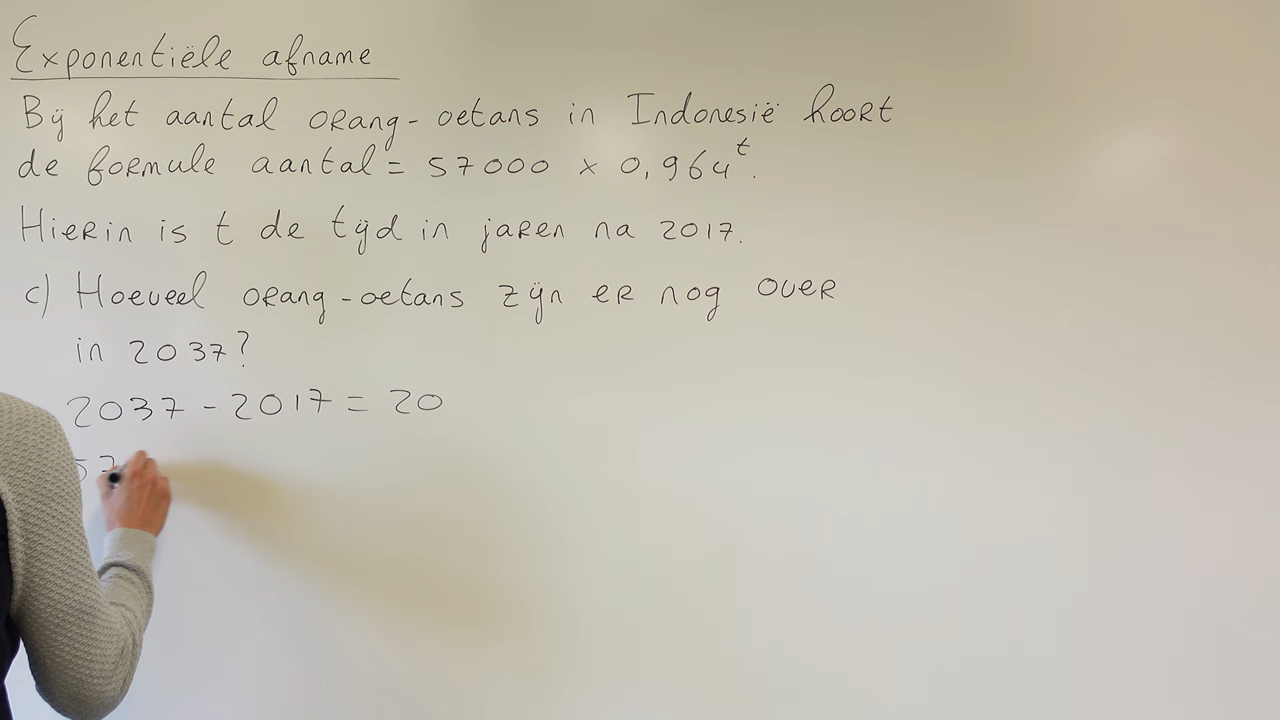 Exponentiële afname
Bij het aantal orang-oetans in Indonesië hoort
de formule aantal = 57000 × 0,964^t.
Hierin is t de tijd in jaren na 2017.
c) Hoeveel orang-oetans zijn er nog over
in 2037?
2037 - 2017 = 20
57